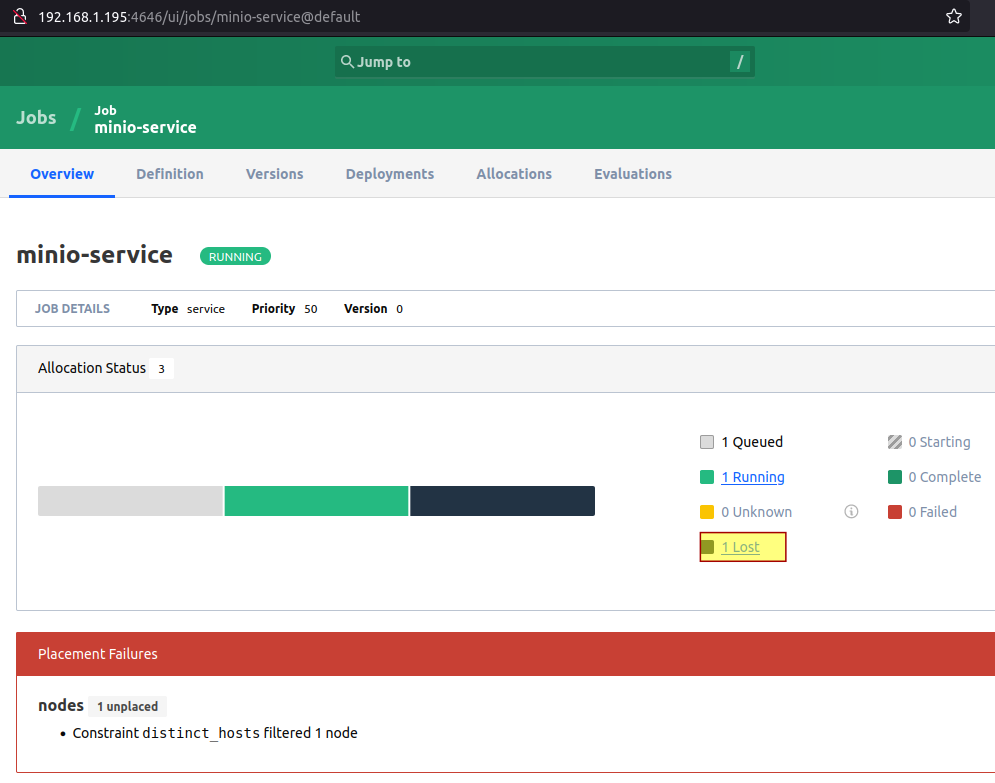 192.168.1.195:4646/ui/jobs/minio-service@default
Jump to /
Jobs / Job
minio-service
Overview Definition Versions Deployments Allocations Evaluations
minio-service RUNNING
JOB DETAILS Type service Priority 50 Version 0
Allocation Status 3
1 Queued 0 Starting
1 Running 0 Complete
0 Unknown 0 Failed
1 Lost
Placement Failures
nodes 1 unplaced
• Constraint distinct_hosts filtered 1 node